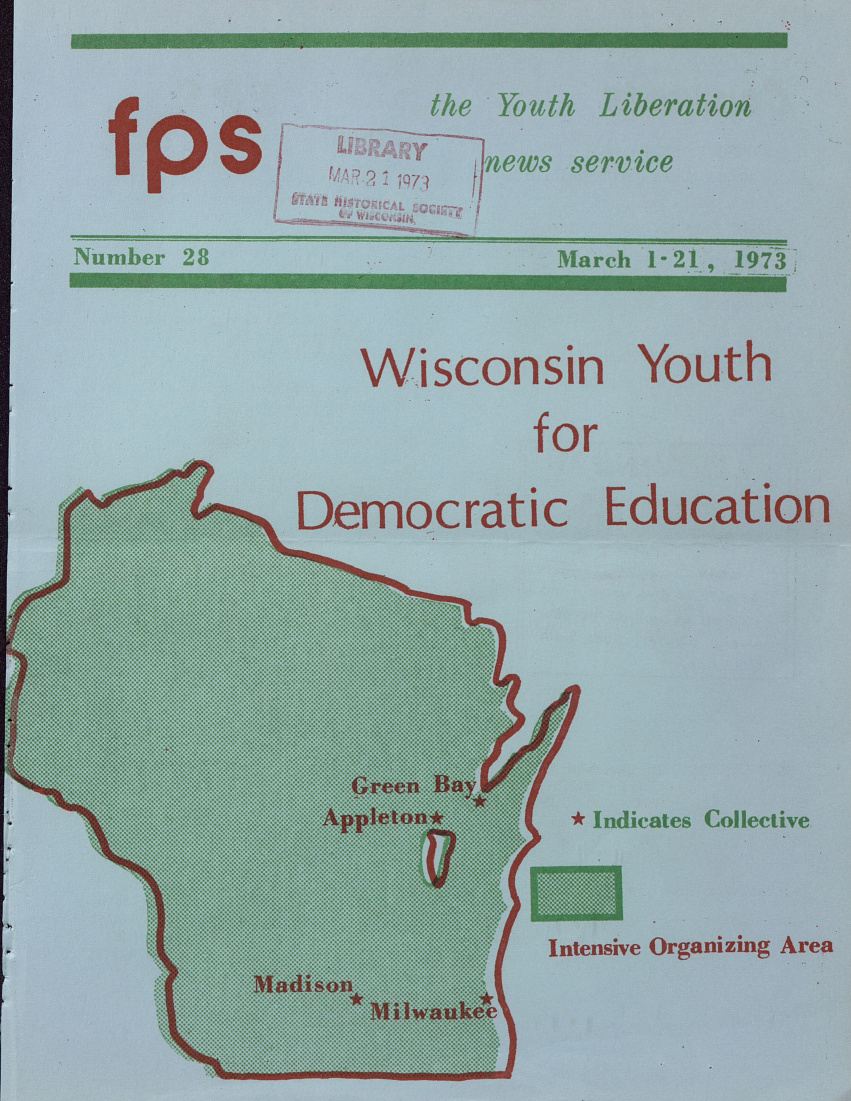 fps
the Youth Liberation
news service
LIBRARY
MAR 21 1973
STATE HISTORICAL SOCIETY
OF WISCONSIN
Number 28
March 1-21, 1973
Wisconsin Youth
for
Democratic Education
Green Bay
Appleton
Indicates Collective
Intensive Organizing Area
Madison
Milwaukee